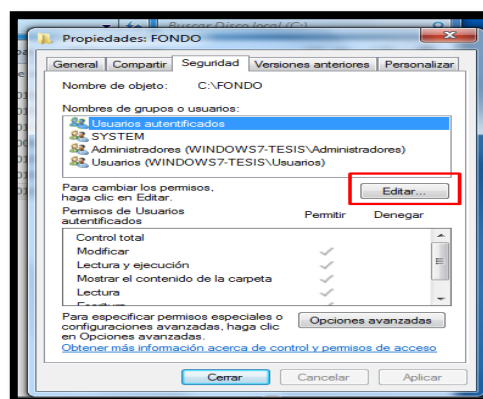 Buscar Disco local (C:)
Propiedades: FONDO
General Compartir Seguridad Versiones anteriores Personalizar
Nombre de objeto: C:\FONDO
Nombres de grupos o usuarios:
Usuarios autentificados
SYSTEM
Administradores (WINDOWS7-TESIS\Administradores)
Usuarios (WINDOWS7-TESIS\Usuarios)
Para cambiar los permisos,
haga clic en Editar.
Editar...
Permisos de Usuarios
autentificados
Permitir Denegar
Control total
Modificar
Lectura y ejecución
Mostrar el contenido de la carpeta
Lectura
Para especificar permisos especiales o
configuraciones avanzadas, haga clic
en Opciones avanzadas.
Opciones avanzadas
Obtener más información acerca de control y permisos de acceso
Cerrar Cancelar Aplicar